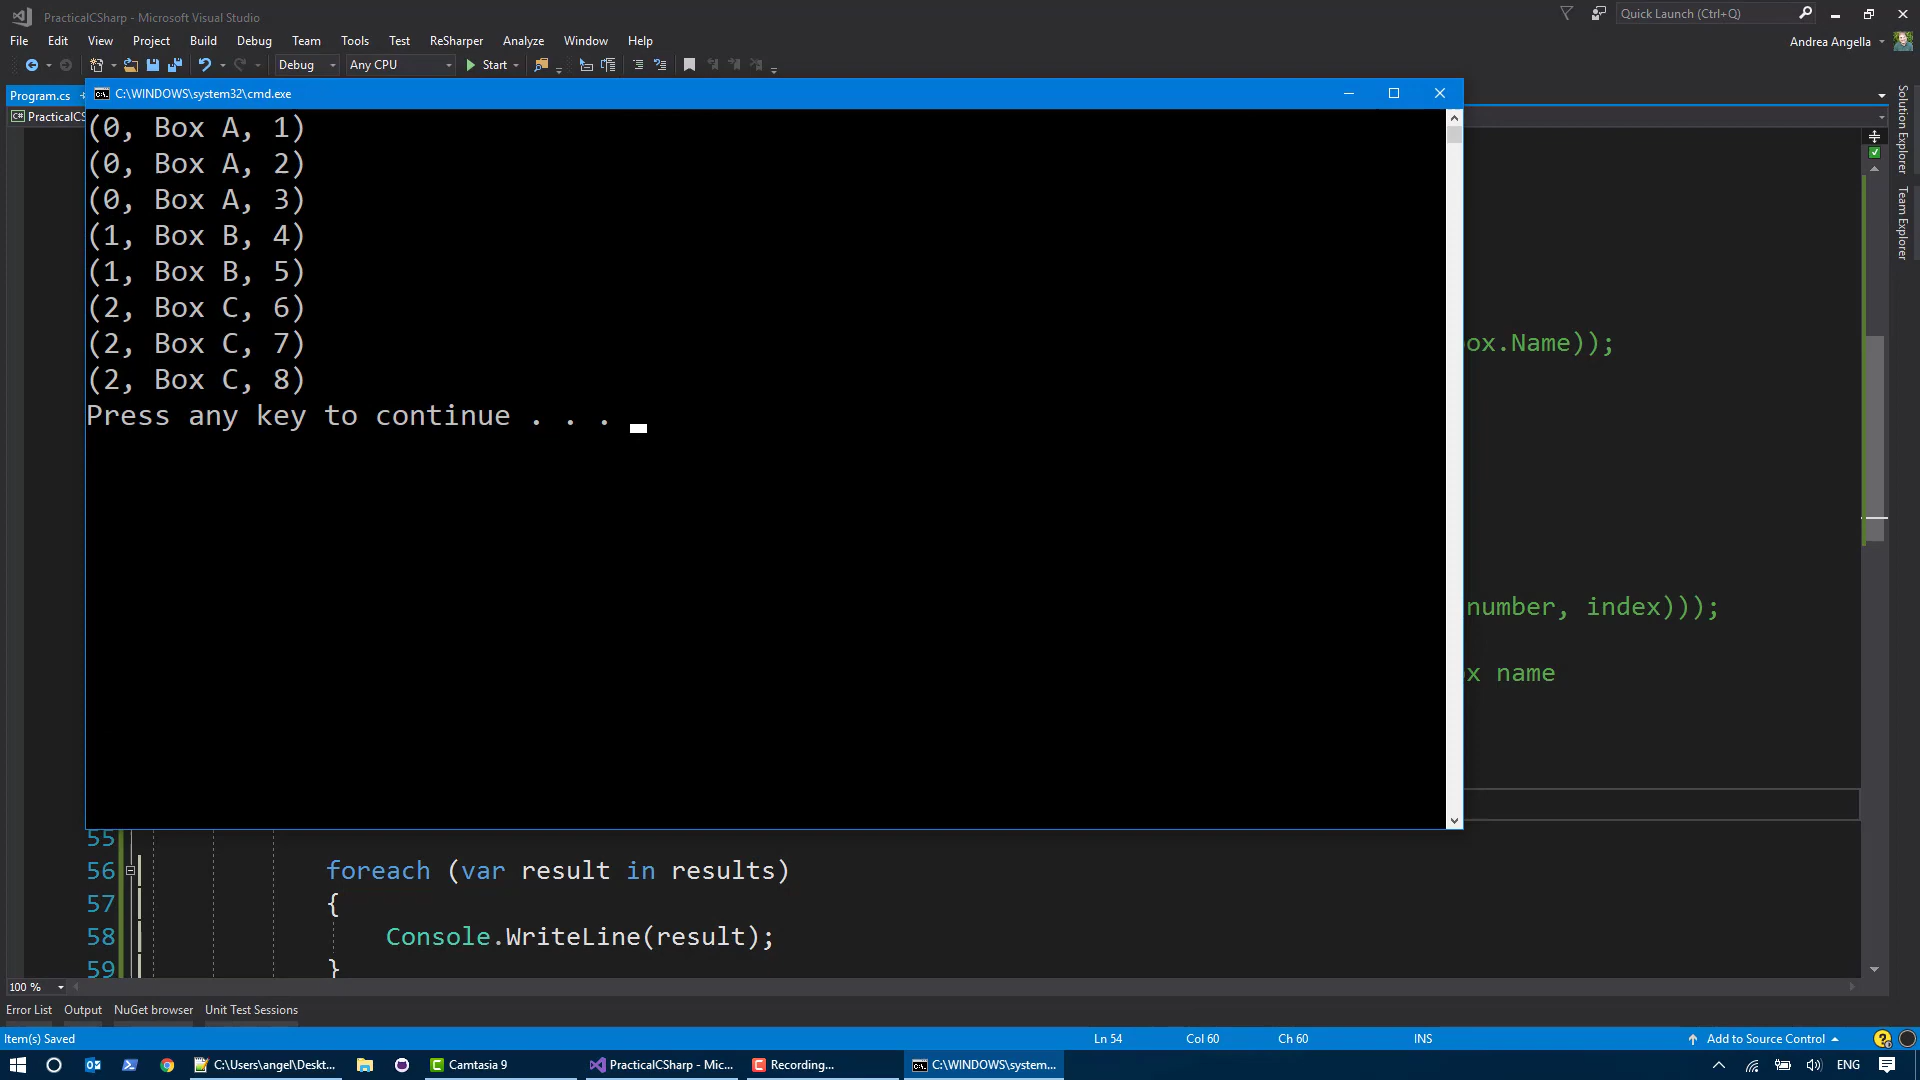 PracticalCSharp - Microsoft Visual Studio
Quick Launch (Ctrl+Q)
File Edit View Project Build Debug Team Tools Test ReSharper Analyze Window Help
Andrea Angella
Debug Any CPU Start
Program.cs
C:\WINDOWS\system32\cmd.exe
C# PracticalCS
(0, Box A, 1)
(0, Box A, 2)
(0, Box A, 3)
(1, Box B, 4)
(1, Box B, 5)
(2, Box C, 6)
(2, Box C, 7)
(2, Box C, 8)
Press any key to continue . . .
Solution Explorer
Team Explorer
ox.Name));
number, index)));
x name
55
56 foreach (var result in results)
57 {
58 Console.WriteLine(result);
59 }
100 %
Error List Output NuGet browser Unit Test Sessions
Item(s) Saved Ln 54 Col 60 Ch 60 INS Add to Source Control
C:\Users\angel\Deskt... Camtasia 9 PracticalCSharp - Mic... Recording... C:\WINDOWS\system... ENG